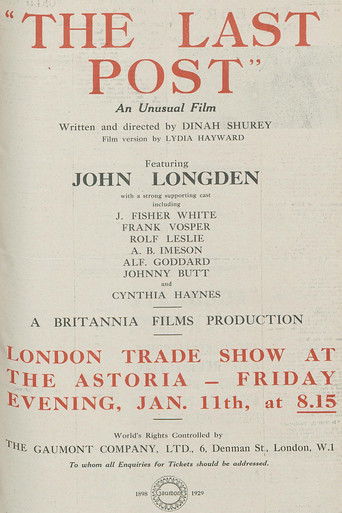 "THE LAST
POST"
An Unusual Film
Written and directed by DINAH SHUREY
Film version by LYDIA HAYWARD
Featuring
JOHN LONGDEN
with a strong supporting cast
including
J. FISHER WHITE
FRANK VOSPER
ROLF LESLIE
A. B. IMESON
ALF. GODDARD
JOHNNY BUTT
and
CYNTHIA HAYNES
A BRITANNIA FILMS PRODUCTION
LONDON TRADE SHOW AT
THE ASTORIA – FRIDAY
EVENING, JAN. 11th, at 8.15
World's Rights Controlled by
THE GAUMONT COMPANY, LTD., 6, Denman St., London, W.1
To whom all Enquiries for Tickets should be addressed.
1898 Gaumont 1929